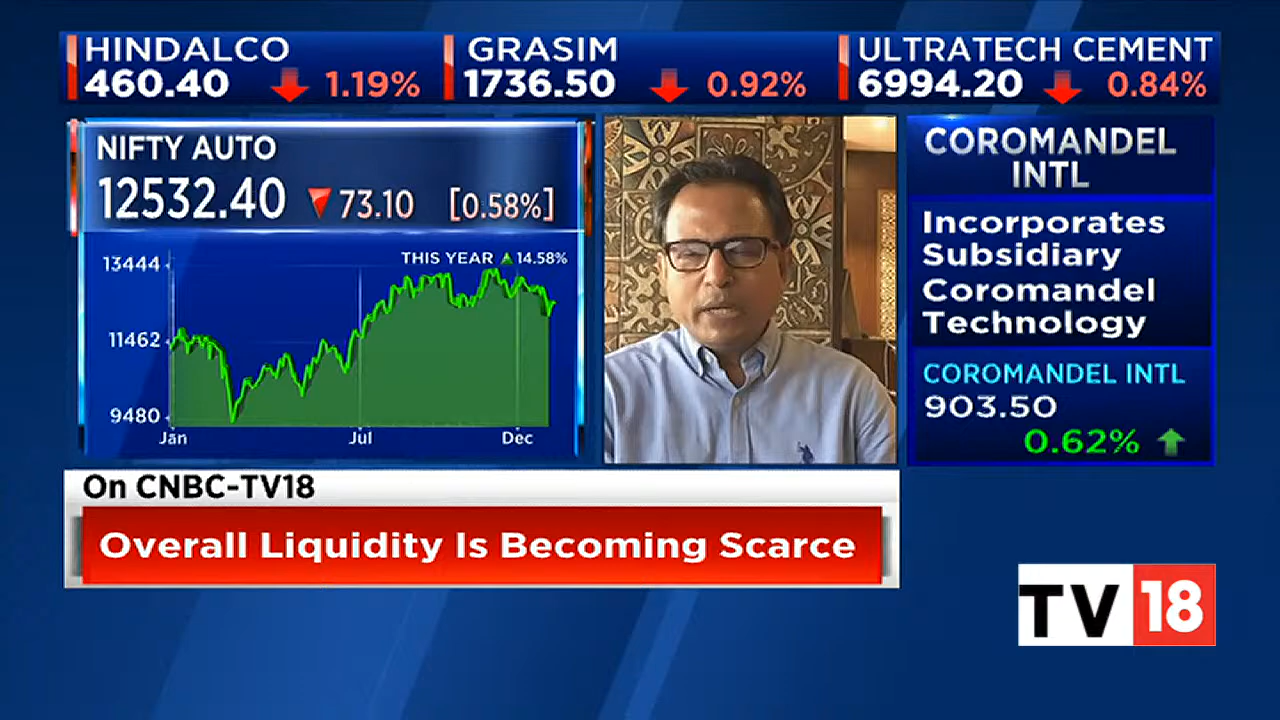 HINDALCO
460.40 1.19%
GRASIM
1736.50 0.92%
ULTRATECH CEMENT
6994.20 0.84%
NIFTY AUTO
12532.40 73.10 [0.58%]
THIS YEAR 14.58%
13444
11462
9480
Jan Jul Dec
COROMANDEL
INTL
Incorporates
Subsidiary
Coromandel
Technology
COROMANDEL INTL
903.50
0.62%
On CNBC-TV18
Overall Liquidity Is Becoming Scarce
TV18